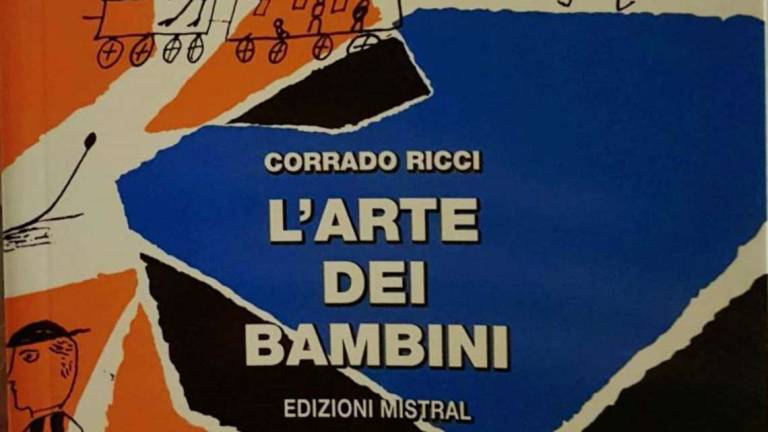 CORRADO RICCI
L'ARTE
DEI
BAMBINI
EDIZIONI MISTRAL